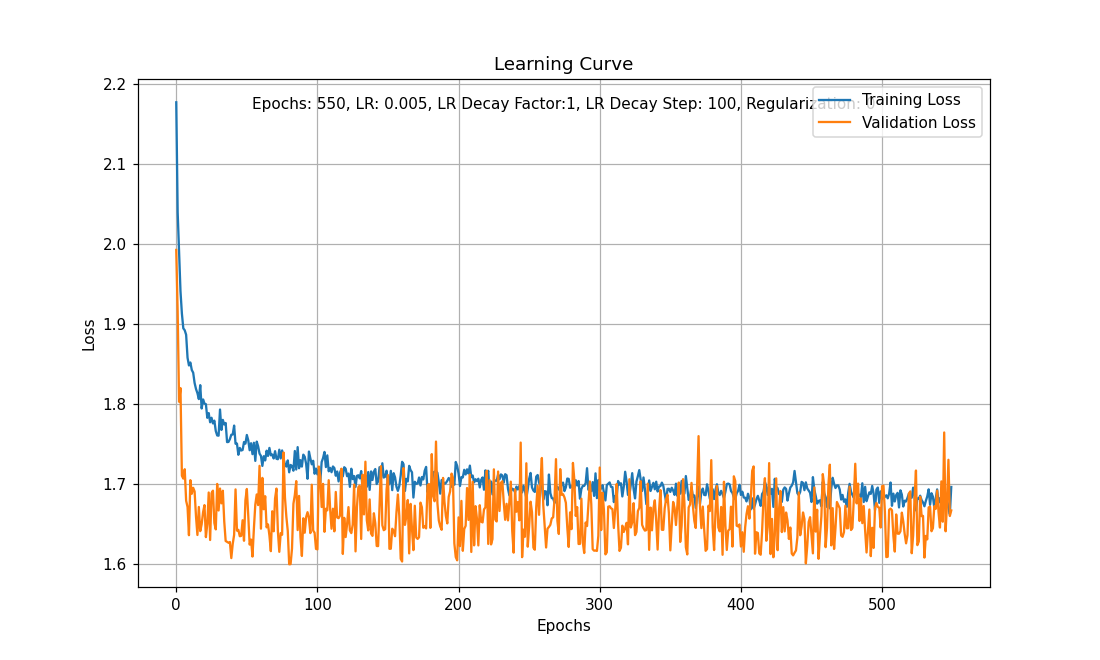 Learning Curve
Epochs: 550, LR: 0.005, LR Decay Factor:1, LR Decay Step: 100, Regularization: 0
Training Loss
Validation Loss
2.2
2.1
2.0
1.9
1.8
1.7
1.6
Loss
0 100 200 300 400 500
Epochs